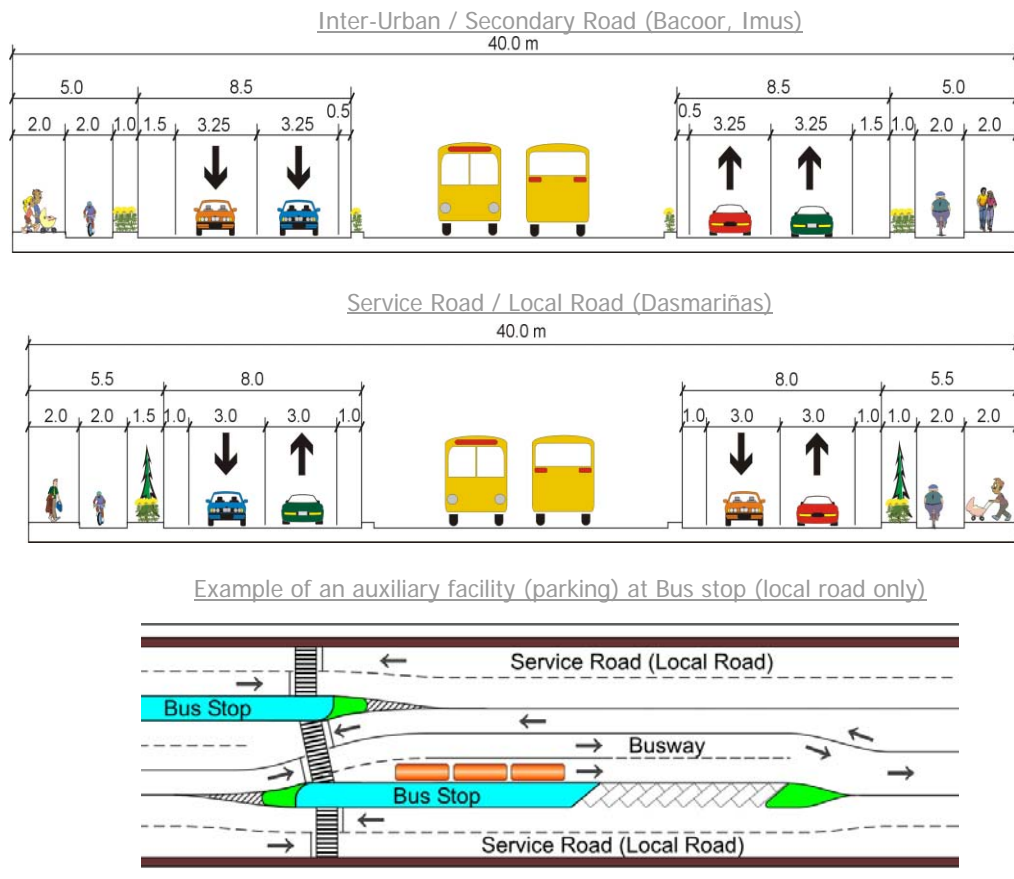 Inter-Urban / Secondary Road (Bacoor, Imus)
40.0 m
5.0 8.5 8.5 5.0
2.0 2.0 1.0 1.5 3.25 3.25 0.5 0.5 3.25 3.25 1.5 1.0 2.0 2.0
Service Road / Local Road (Dasmariñas)
40.0 m
5.5 8.0 8.0 5.5
2.0 2.0 1.5 1.0 3.0 3.0 1.0 1.0 3.0 3.0 1.0 1.0 2.0 2.0
Example of an auxiliary facility (parking) at Bus stop (local road only)
Service Road (Local Road)
Bus Stop
Busway
Bus Stop
Service Road (Local Road)